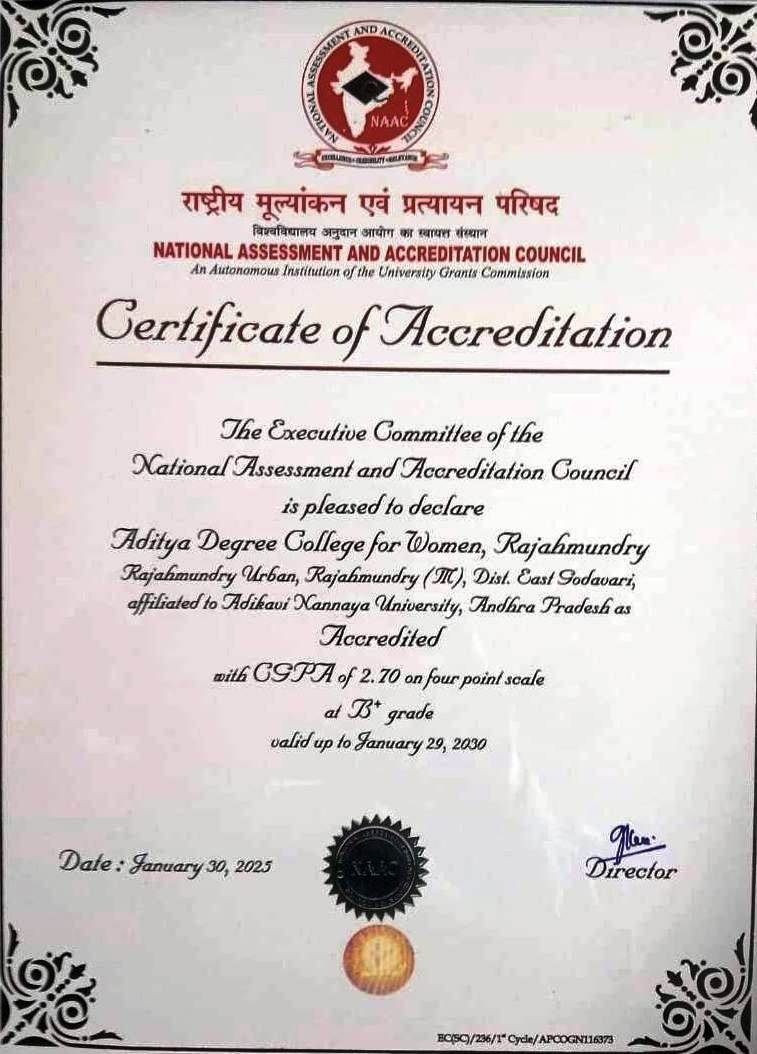 NATIONAL ASSESSMENT AND ACCREDITATION COUNCIL
NAAC
EXCELLENCE • CREDIBILITY • RELEVANCE
राष्ट्रीय मूल्यांकन एवं प्रत्यायन परिषद
विश्वविद्यालय अनुदान आयोग का स्वायत्त संस्थान
NATIONAL ASSESSMENT AND ACCREDITATION COUNCIL
An Autonomous Institution of the University Grants Commission
Certificate of Accreditation
The Executive Committee of the
National Assessment and Accreditation Council
is pleased to declare
Aditya Degree College for Women, Rajahmundry
Rajahmundry Urban, Rajahmundry (M), Dist. East Godavari,
affiliated to Adikavi Nannaya University, Andhra Pradesh as
Accredited
with CGPA of 2.70 on four point scale
at B⁺ grade
valid up to January 29, 2030
Date : January 30, 2025
NAAC
Director
EC(SC)/236/1ˢᵗ Cycle/APCOGN116373